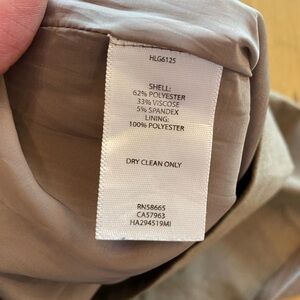 HLG6125
SHELL:
62% POLYESTER
33% VISCOSE
5% SPANDEX
LINING:
100% POLYESTER
DRY CLEAN ONLY
RN58665
CA57963
HA294519MI